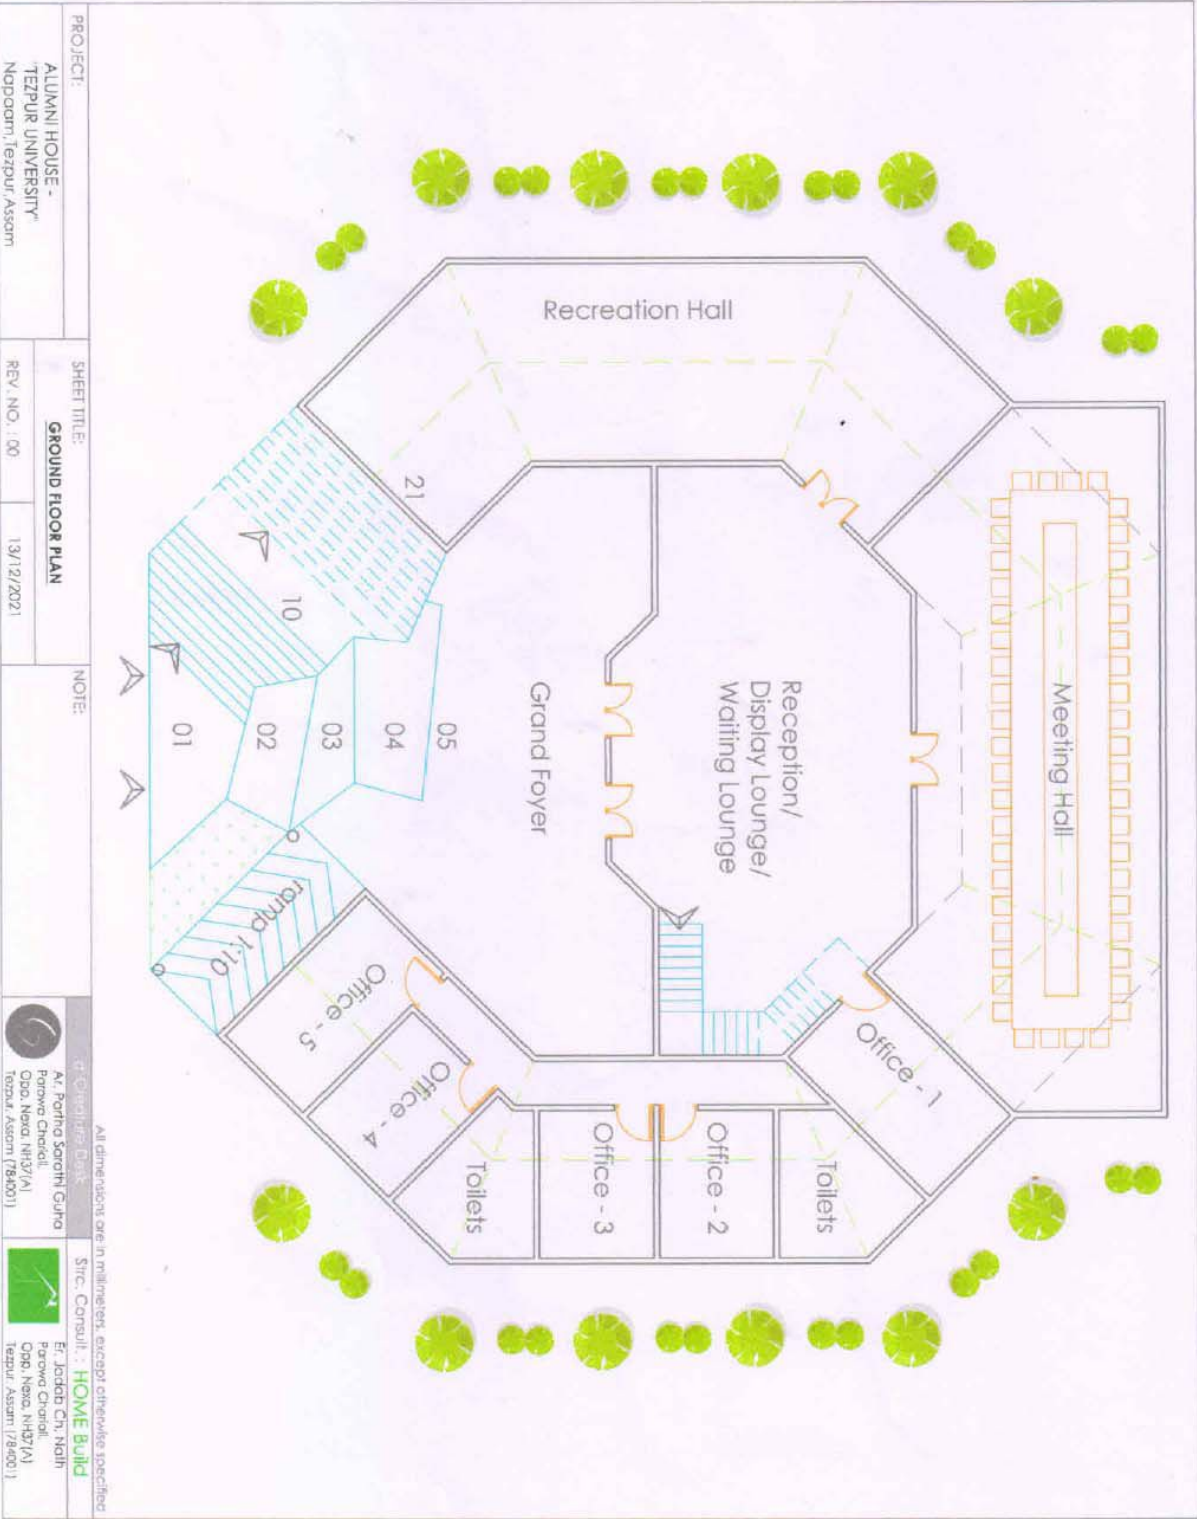 Recreation Hall
Meeting Hall
Reception/
Display Lounge/
Waiting Lounge
Grand Foyer
Office - 1
Toilets
Office - 2
Office - 3
Toilets
Office - 4
Office - 5
21
10
05
04
03
02
01
ramp 1:10
All dimensions are in millimeters, except otherwise specified
PROJECT:
ALUMNI HOUSE -
"TEZPUR UNIVERSITY"
Napaam,Tezpur,Assam
SHEET TITLE:
GROUND FLOOR PLAN
REV. NO. : 00
13/12/2021
NOTE:
Ar. Partha Sarathi Guha
Parowa Chariali,
Opp. Nexa, NH37(A)
Tezpur, Assam (784001)
Strc. Consult. : HOME Build
Er. Jadab Ch. Nath
Parowa Chariali,
Opp. Nexa, NH37(A)
Tezpur, Assam (784001)